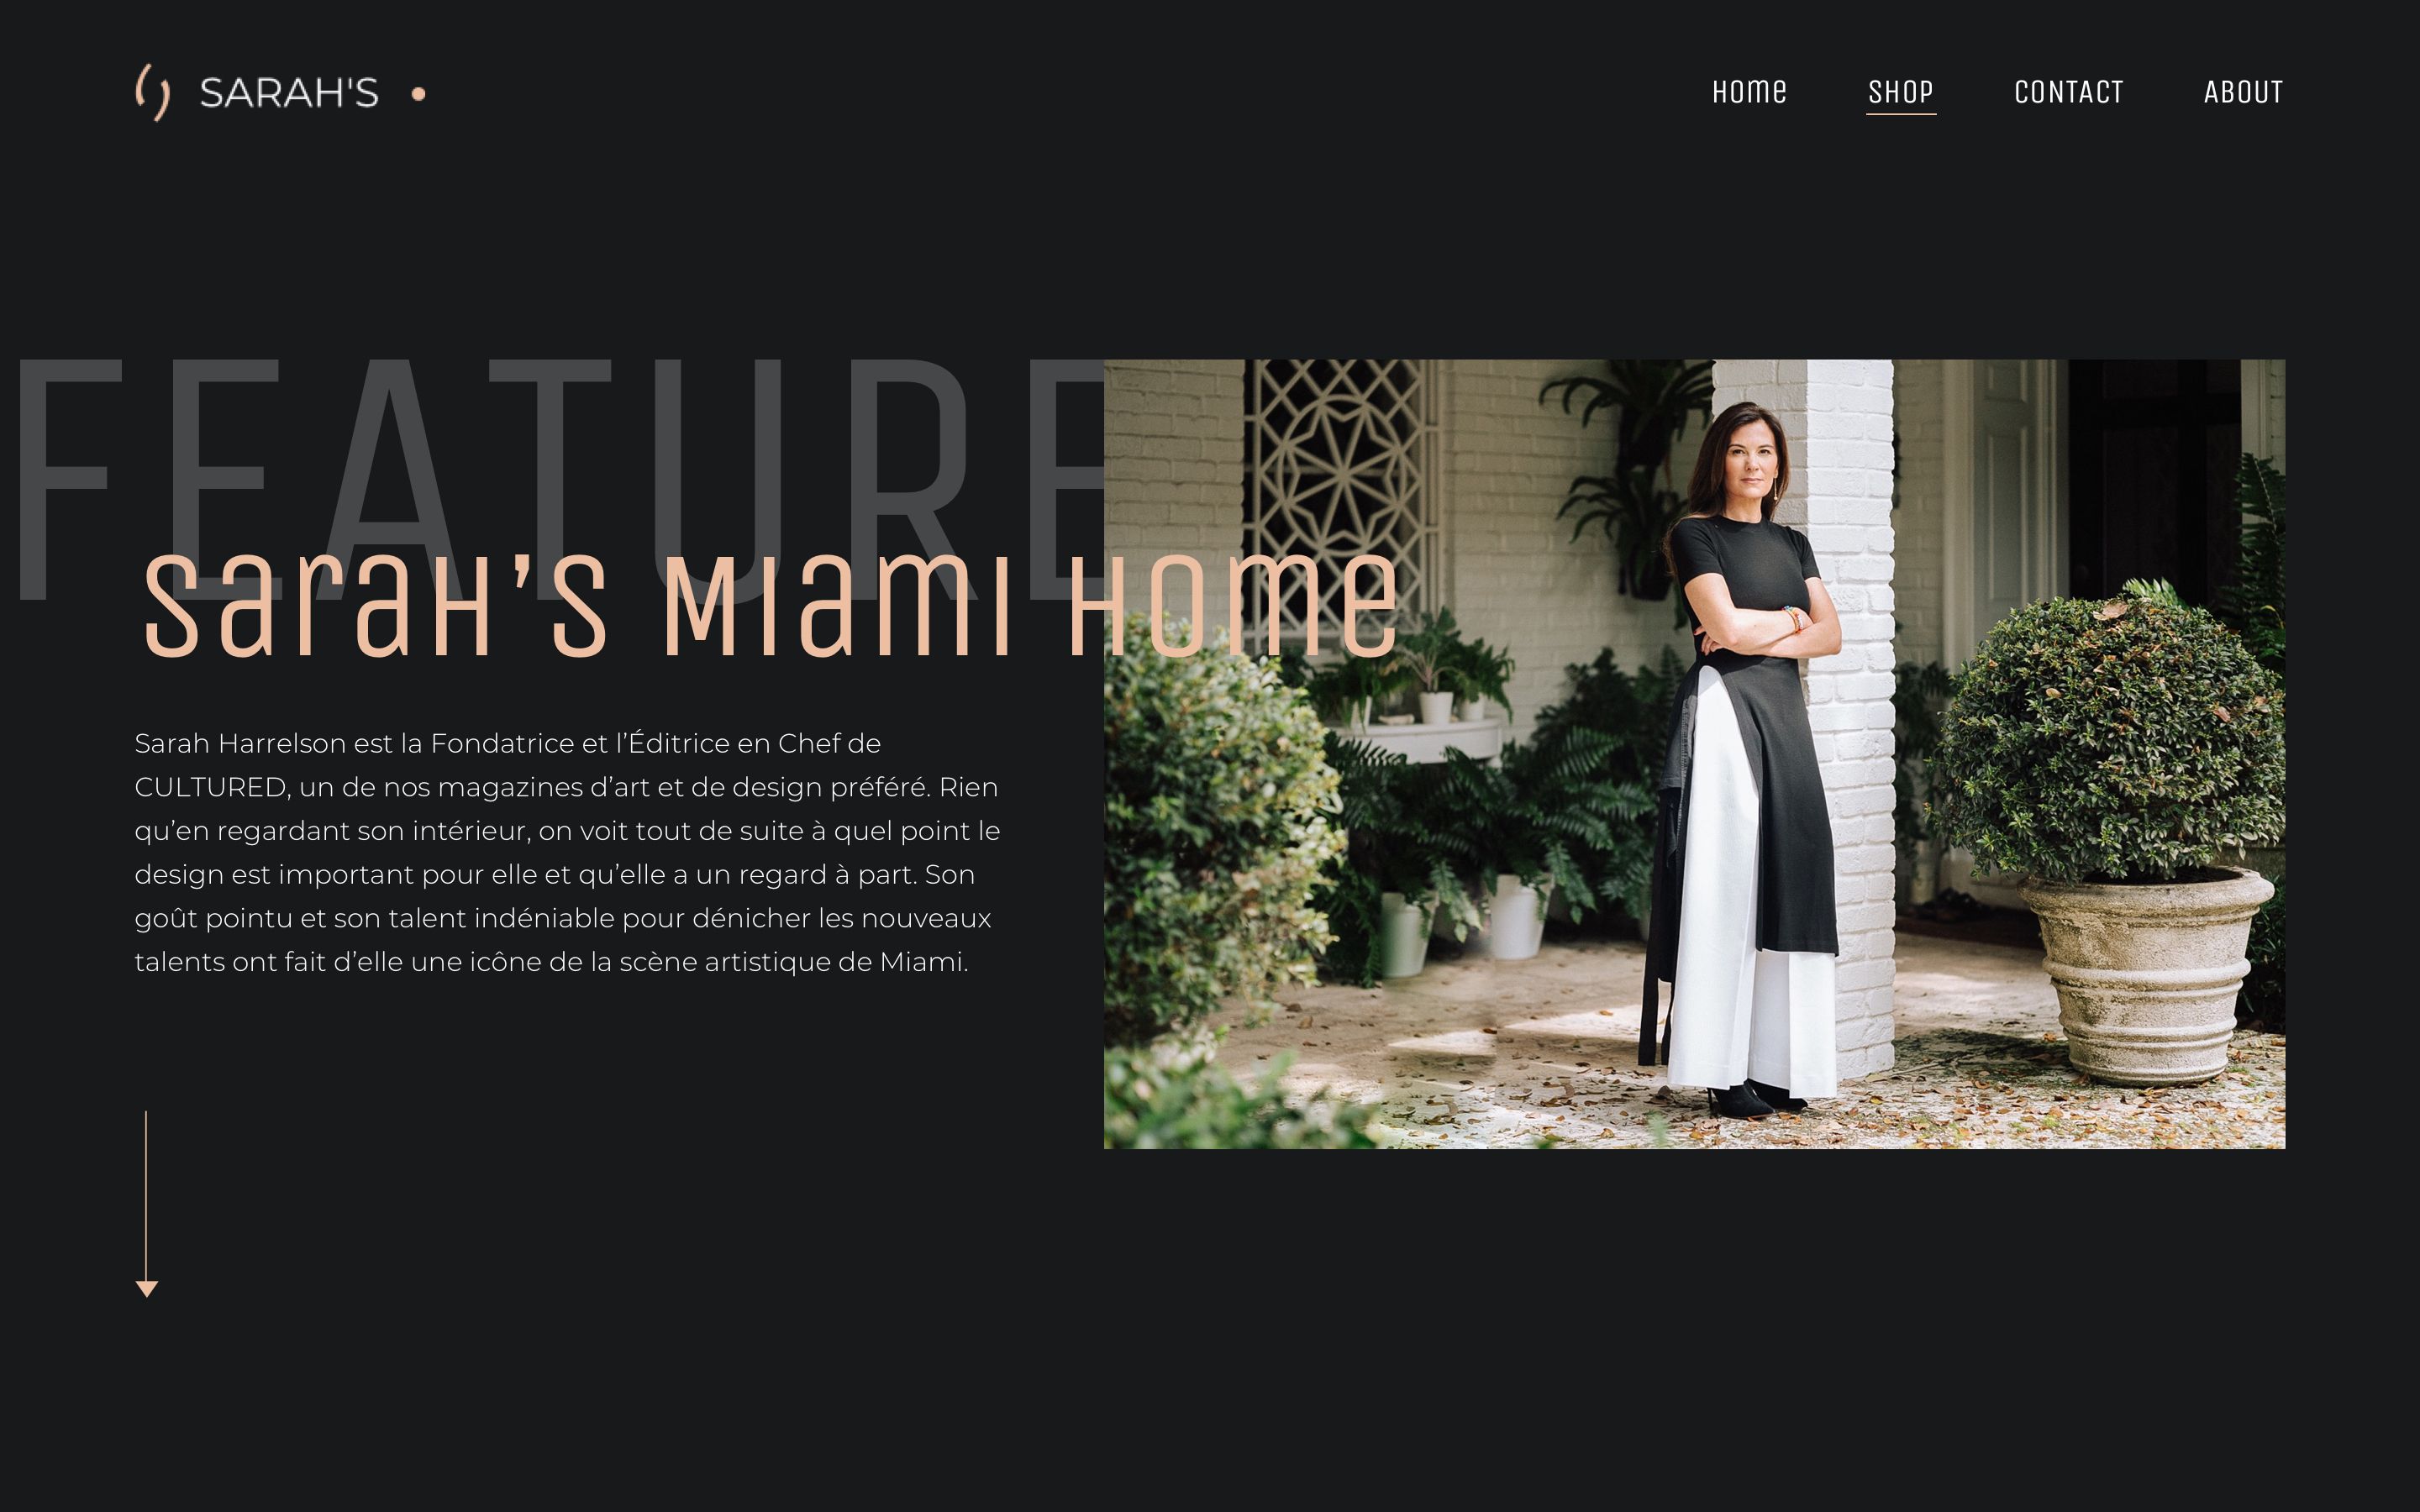 SARAH'S
Home SHOP CONTACT ABOUT
FEATURE
Sarah’s Miami Home
Sarah Harrelson est la Fondatrice et l’Éditrice en Chef de
CULTURED, un de nos magazines d’art et de design préféré. Rien
qu’en regardant son intérieur, on voit tout de suite à quel point le
design est important pour elle et qu’elle a un regard à part. Son
goût pointu et son talent indéniable pour dénicher les nouveaux
talents ont fait d’elle une icône de la scène artistique de Miami.